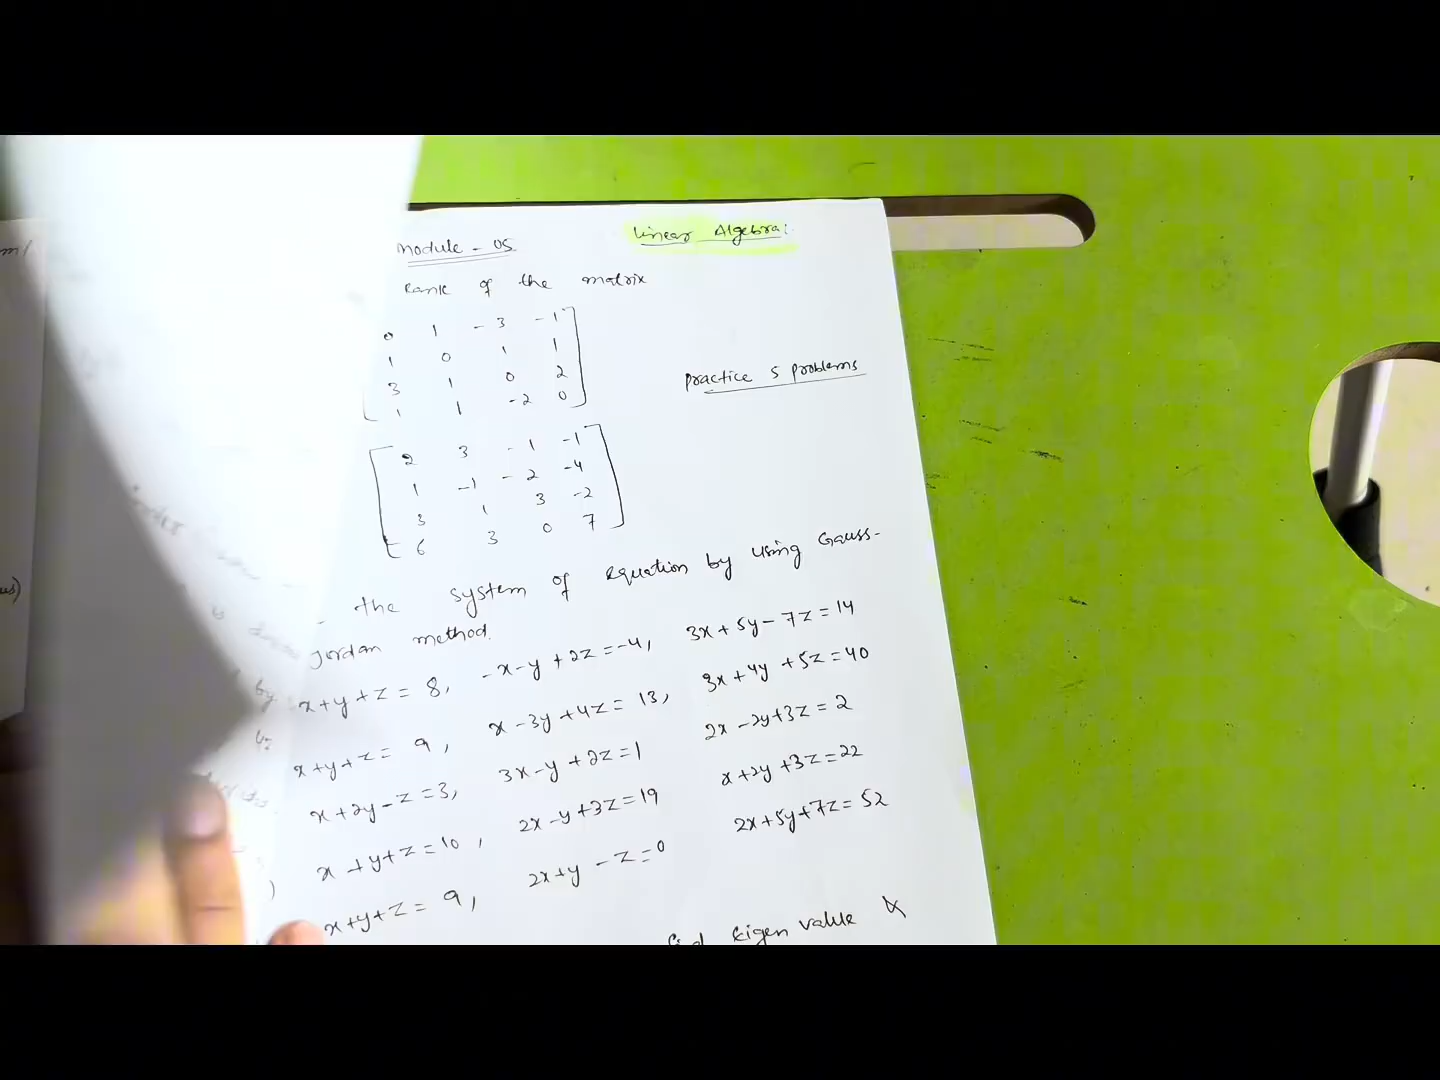 Module - 05 Linear Algebra:
Rank of the matrix
0 1 -3 -1
1 0 1 1
3 1 0 2
1 1 -2 0
Practice 5 problems
2 3 -1 -1
1 -1 -2 -4
3 1 3 -2
6 3 0 7
the system of equation by using Gauss-
Jordan method.
x+y+z = 8, -x-y+2z=-4, 3x+5y-7z=14
x+y+z= 9, x-3y+4z= 13, 3x+4y+5z=40
x+2y-z=3, 3x-y+2z=1 2x-2y+3z=2
x+y+z=10, 2x-y+3z=19 x+2y+3z=22
x+y+z= 9, 2x+y-z=0 2x+5y+7z=52
Eigen value &